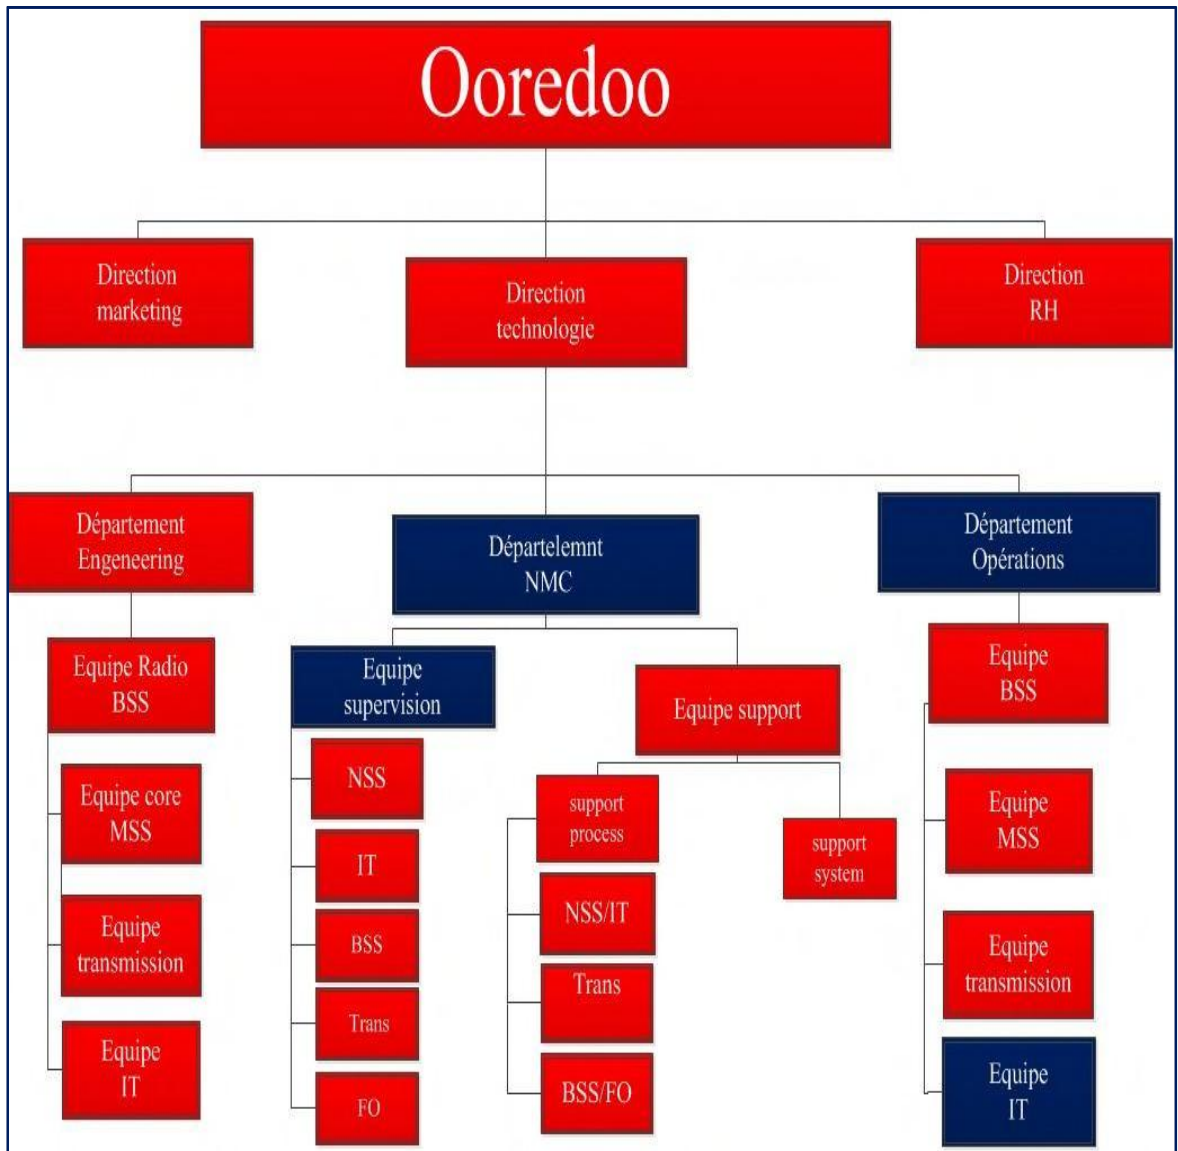 Ooredoo
Direction
marketing
Direction
technologie
Direction
RH
Département
Engeneering
Départelemnt
NMC
Département
Opérations
Equipe Radio
BSS
Equipe core
MSS
Equipe
transmission
Equipe
IT
Equipe
supervision
NSS
IT
BSS
Trans
FO
Equipe support
support
process
NSS/IT
Trans
BSS/FO
support
system
Equipe
BSS
Equipe
MSS
Equipe
transmission
Equipe
IT